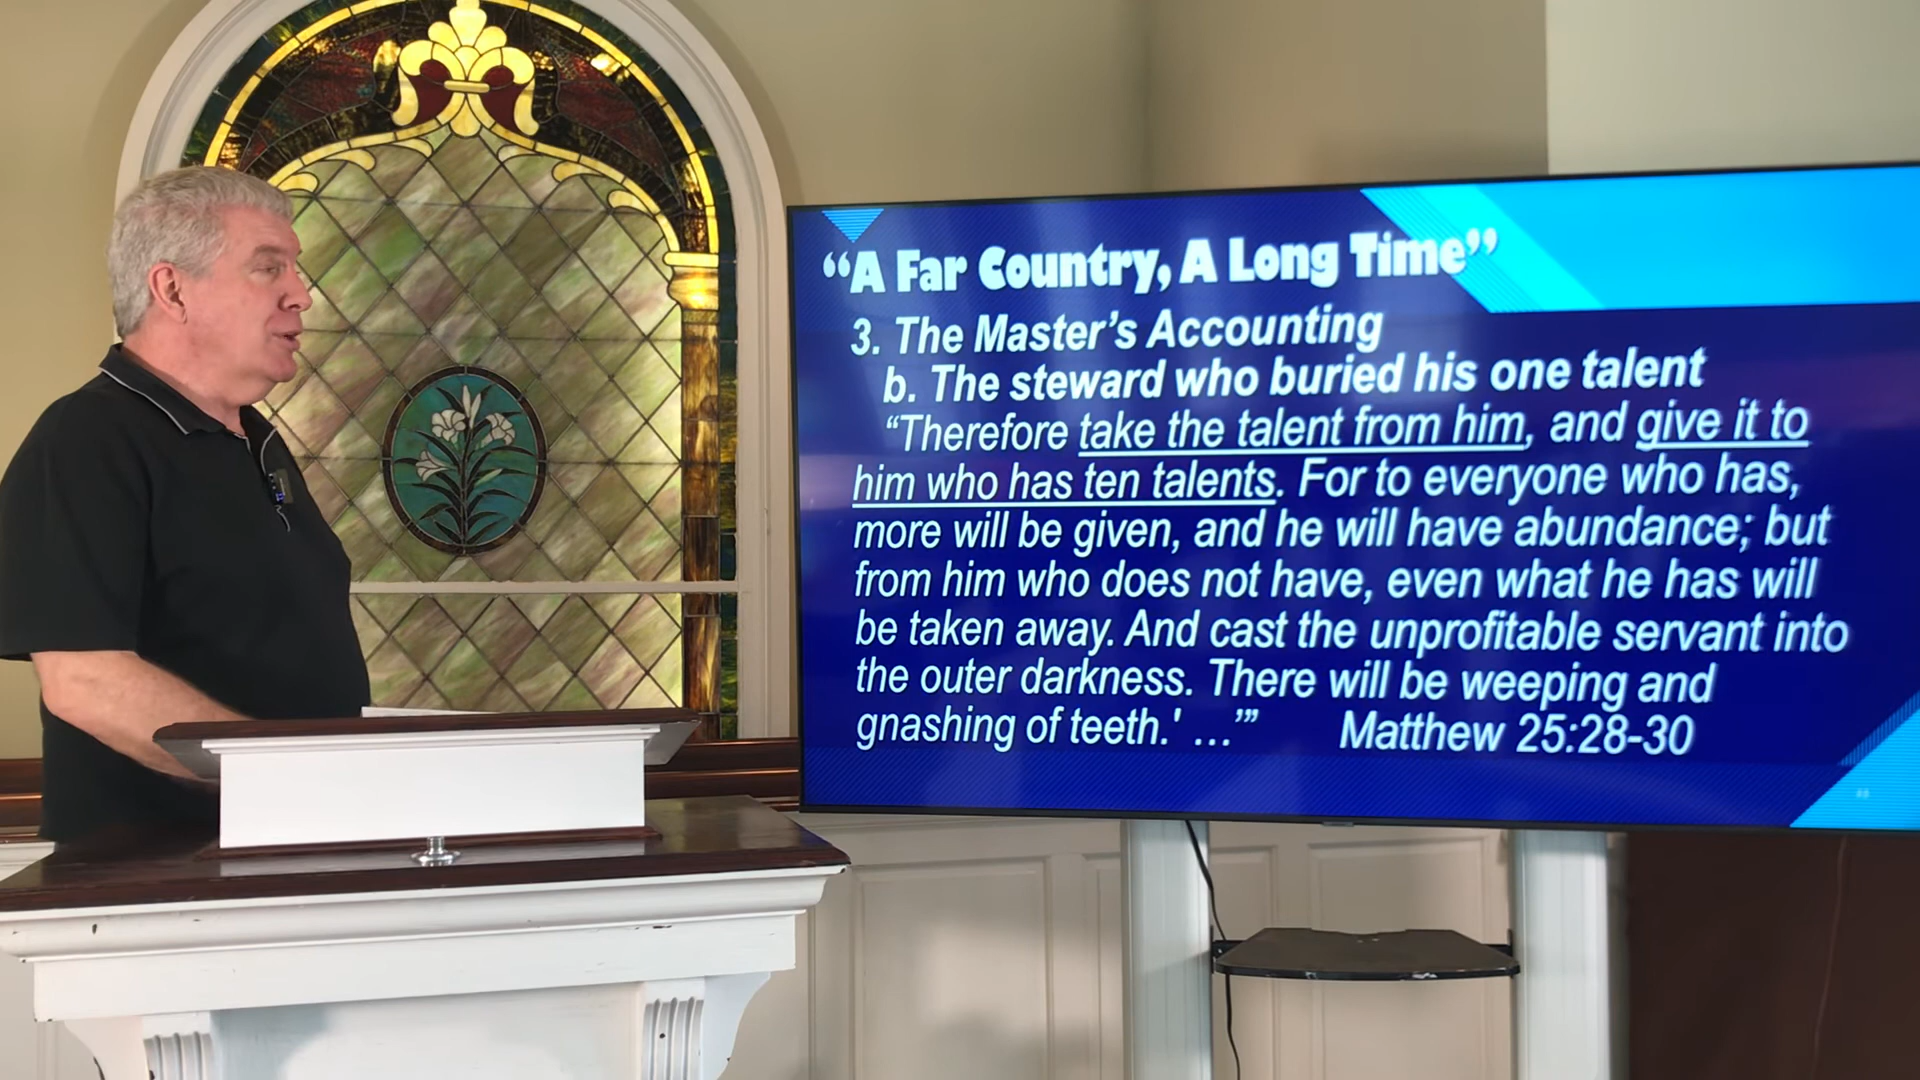 “A Far Country, A Long Time”
3. The Master’s Accounting
b. The steward who buried his one talent
“Therefore take the talent from him, and give it to
him who has ten talents. For to everyone who has,
more will be given, and he will have abundance; but
from him who does not have, even what he has will
be taken away. And cast the unprofitable servant into
the outer darkness. There will be weeping and
gnashing of teeth.' …’” Matthew 25:28-30